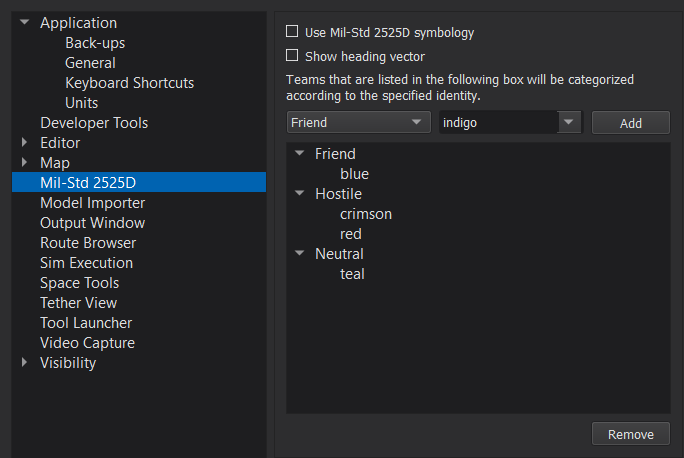 Application
Back-ups
General
Keyboard Shortcuts
Units
Developer Tools
Editor
Map
Mil-Std 2525D
Model Importer
Output Window
Route Browser
Sim Execution
Space Tools
Tether View
Tool Launcher
Video Capture
Visibility
Use Mil-Std 2525D symbology
Show heading vector
Teams that are listed in the following box will be categorized
according to the specified identity.
Friend indigo Add
Friend
blue
Hostile
crimson
red
Neutral
teal
Remove